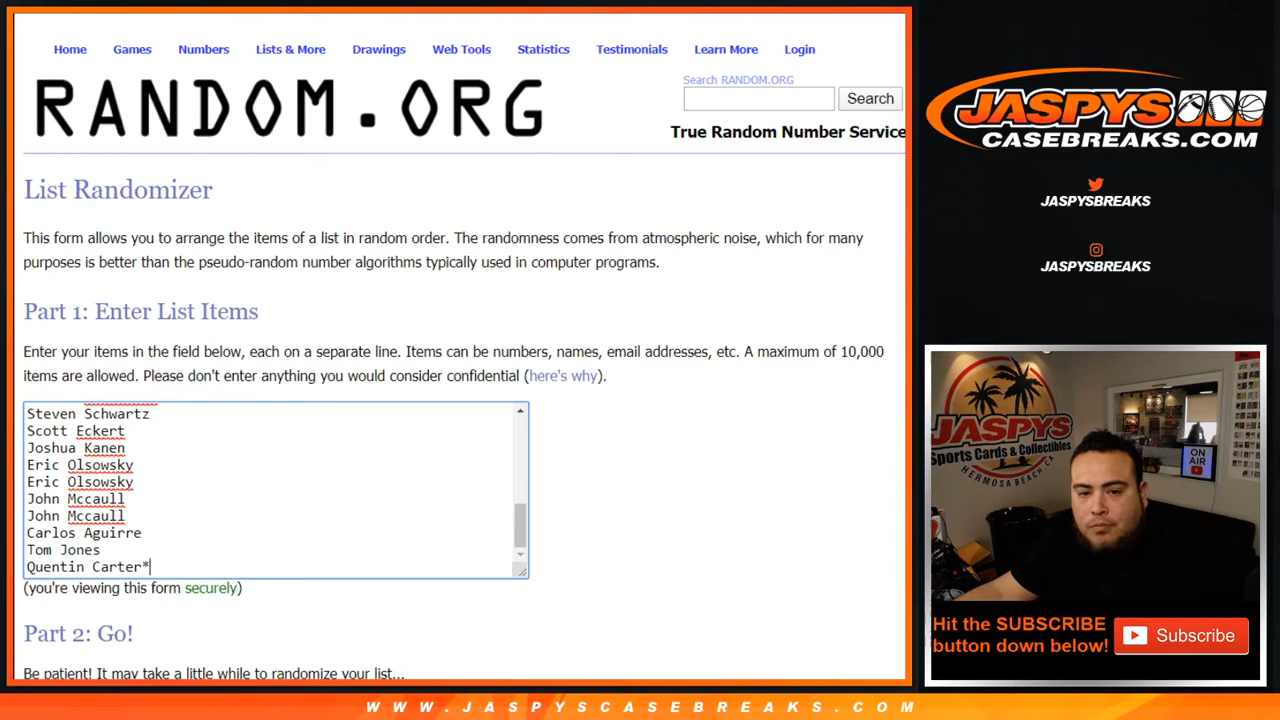 Home Games Numbers Lists & More Drawings Web Tools Statistics Testimonials Learn More Login
RANDOM.ORG
Search RANDOM.ORG
Search
True Random Number Service
List Randomizer
This form allows you to arrange the items of a list in random order. The randomness comes from atmospheric noise, which for many
purposes is better than the pseudo-random number algorithms typically used in computer programs.
Part 1: Enter List Items
Enter your items in the field below, each on a separate line. Items can be numbers, names, email addresses, etc. A maximum of 10,000
items are allowed. Please don't enter anything you would consider confidential (here's why).
Steven Schwartz
Scott Eckert
Joshua Kanen
Eric Olsowsky
Eric Olsowsky
John Mccaull
John Mccaull
Carlos Aguirre
Tom Jones
Quentin Carter*
(you're viewing this form securely)
Part 2: Go!
Be patient! It may take a little while to randomize your list...
JASPYS
CASEBREAKS.COM
JASPYSBREAKS
JASPYSBREAKS
JASPYS
Sports Cards & Collectibles
HERMOSA BEACH, CA
ON
AIR
Hit the SUBSCRIBE
button down below!
Subscribe
WWW.JASPYSCASEBREAKS.COM